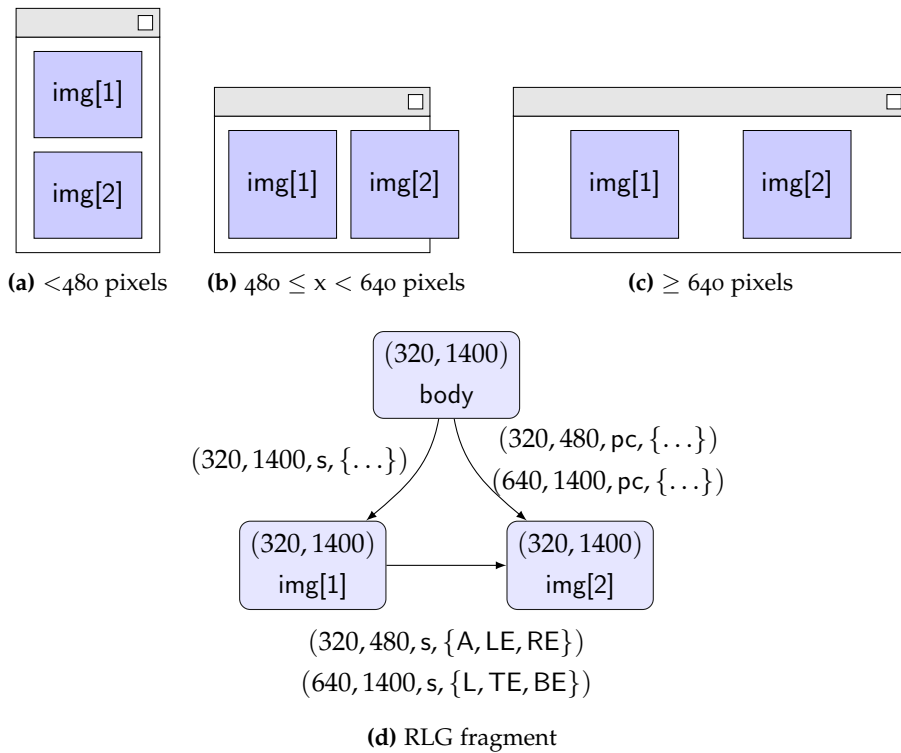 img[1]
img[2]
(a) <480 pixels
img[1] img[2]
(b) 480 ≤ x < 640 pixels
img[1] img[2]
(c) ≥ 640 pixels
(320, 1400)
body
(320, 1400, s, {...})
(320, 480, pc, {...})
(640, 1400, pc, {...})
(320, 1400)
img[1]
(320, 1400)
img[2]
(320, 480, s, {A, LE, RE})
(640, 1400, s, {L, TE, BE})
(d) RLG fragment